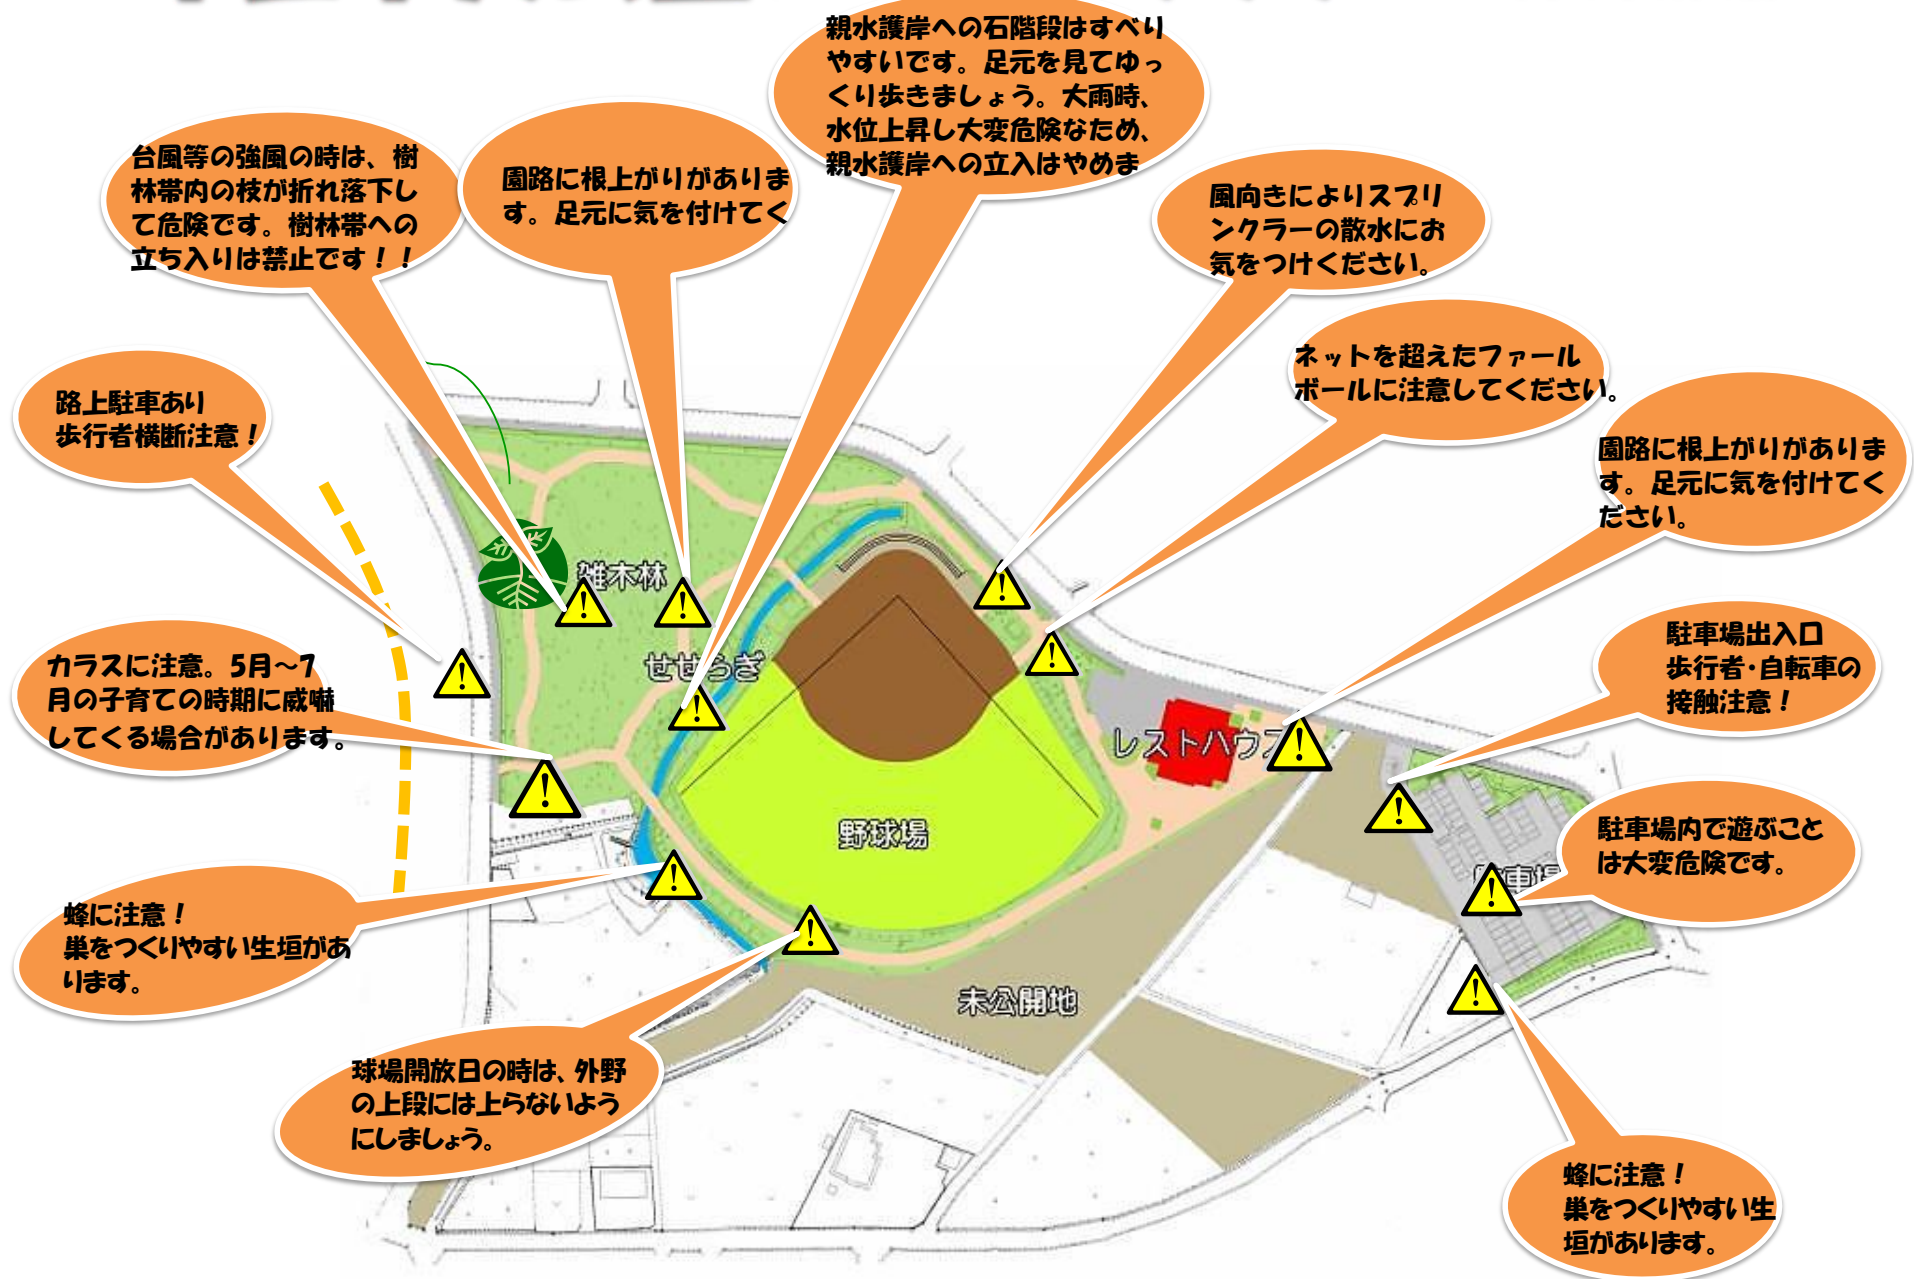 親水護岸への石階段はすべり
やすいです。足元を見てゆっ
くり歩きましょう。大雨時、
水位上昇し大変危険なため、
親水護岸への立入はやめま
台風等の強風の時は、樹
林帯内の枝が折れ落下し
て危険です。樹林帯への
立ち入りは禁止です！！
園路に根上がりがありま
す。足元に気を付けてく
風向きによりスプリ
ンクラーの散水にお
気をつけください。
ネットを超えたファール
ボールに注意してください。
路上駐車あり
歩行者横断注意！
園路に根上がりがありま
す。足元に気を付けてく
ださい。
雑木林
せせらぎ
カラスに注意。5月～7
月の子育ての時期に威嚇
してくる場合があります。
駐車場出入口
歩行者・自転車の
接触注意！
レストハウス
野球場
駐車場内で遊ぶこと
は大変危険です。
駐車場
蜂に注意！
巣をつくりやすい生垣があ
ります。
未公開地
球場開放日の時は、外野
の上段には上らないよう
にしましょう。
蜂に注意！
巣をつくりやすい生
垣があります。